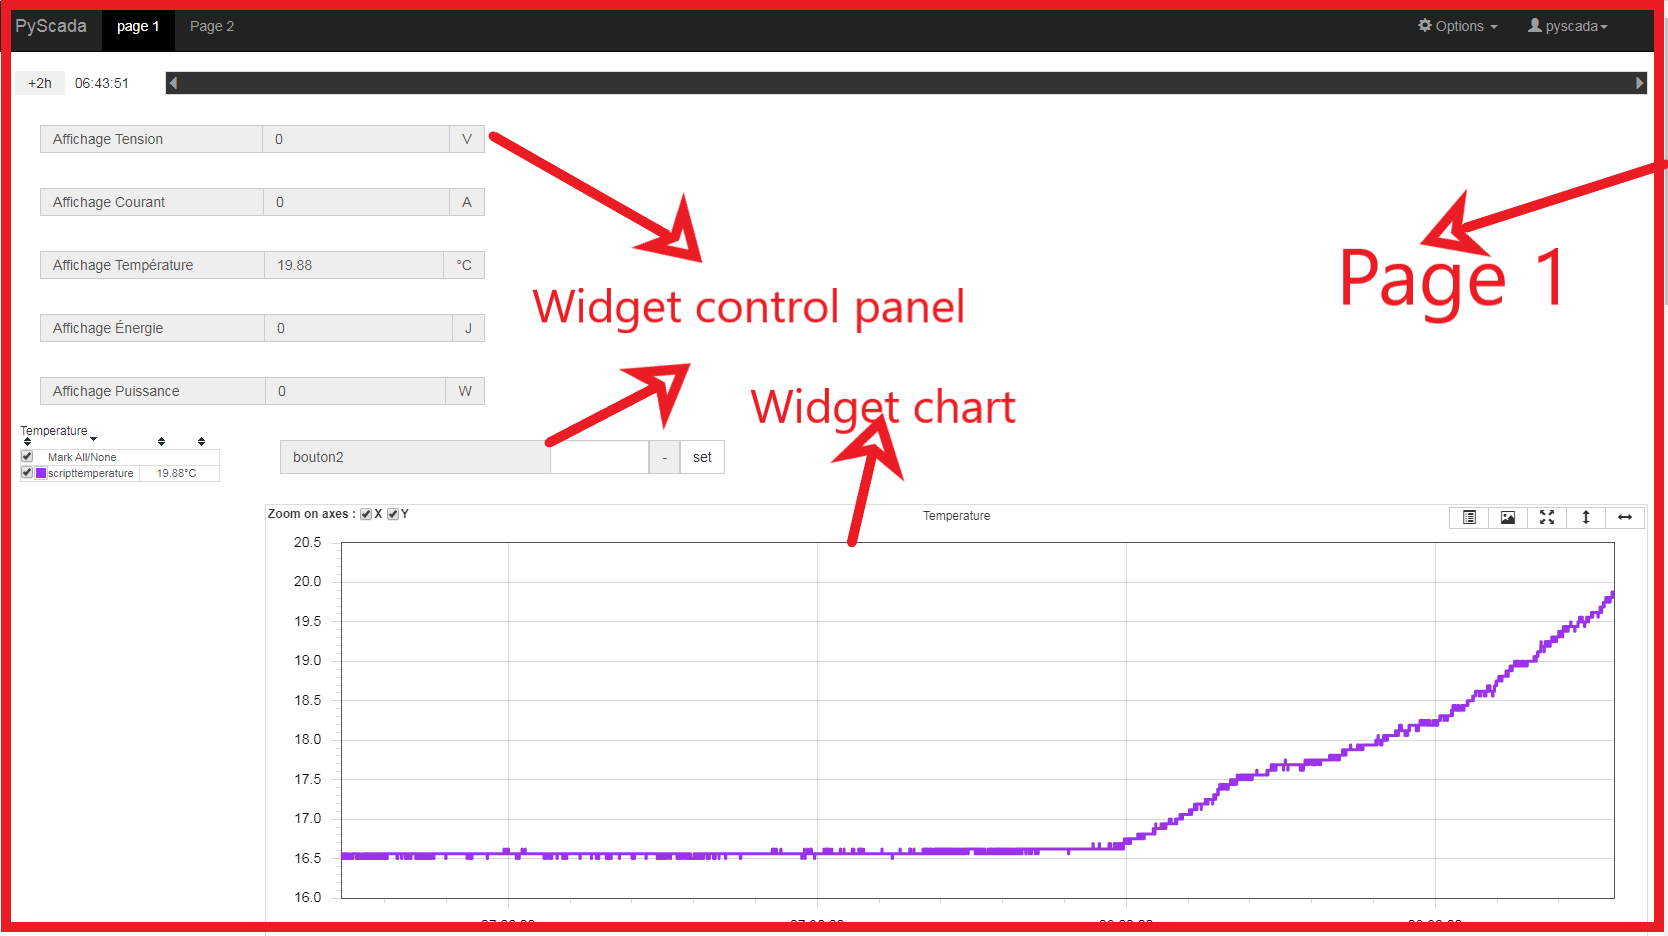 PyScada page 1 Page 2 Options pyscada
+2h 06:43:51
Affichage Tension 0 V
Affichage Courant 0 A
Affichage Température 19.88 °C
Page 1
Widget control panel
Affichage Énergie 0 J
Affichage Puissance 0 W
Widget chart
Temperature
Mark All/None
scripttemperature 19.88°C
bouton2 - set
Zoom on axes : X Y
Temperature
20.5
20.0
19.5
19.0
18.5
18.0
17.5
17.0
16.5
16.0